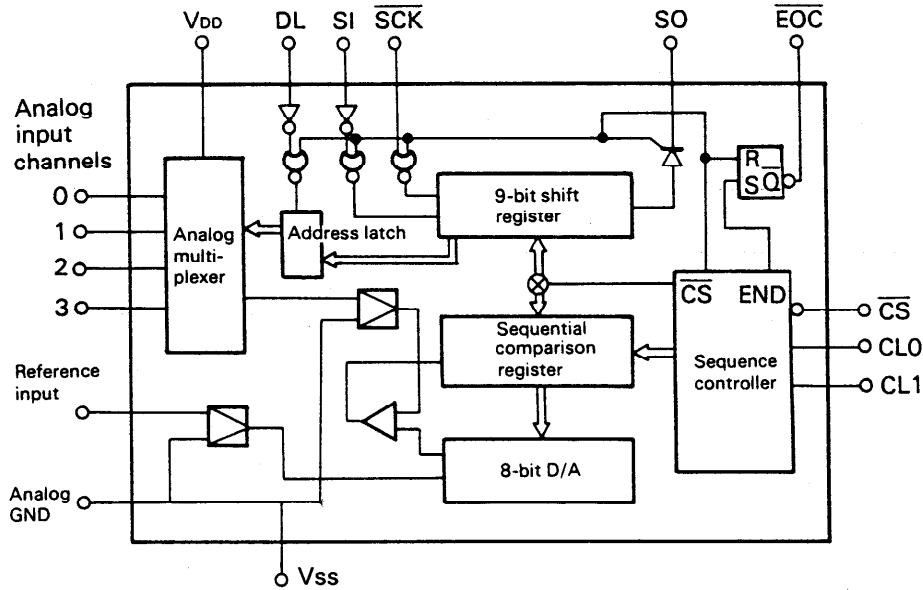 VDD DL SI SCK SO EOC
Analog
input
channels
0
1
2
3
Analog
multi-
plexer
Address latch
9-bit shift
register
R
S Q
CS END
Sequence
controller
CS
CL0
CL1
Sequential
comparison
register
8-bit D/A
Reference
input
Analog
GND
Vss